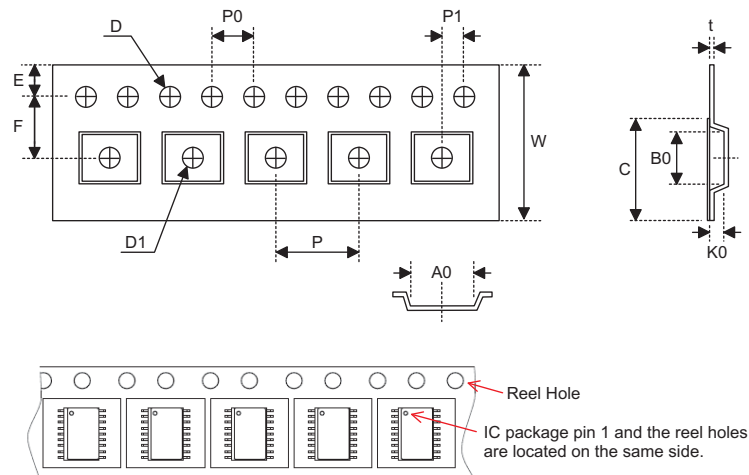 D
P0
P1
t
E
F
W
C
B0
D1
P
A0
K0
Reel Hole
IC package pin 1 and the reel holes
are located on the same side.